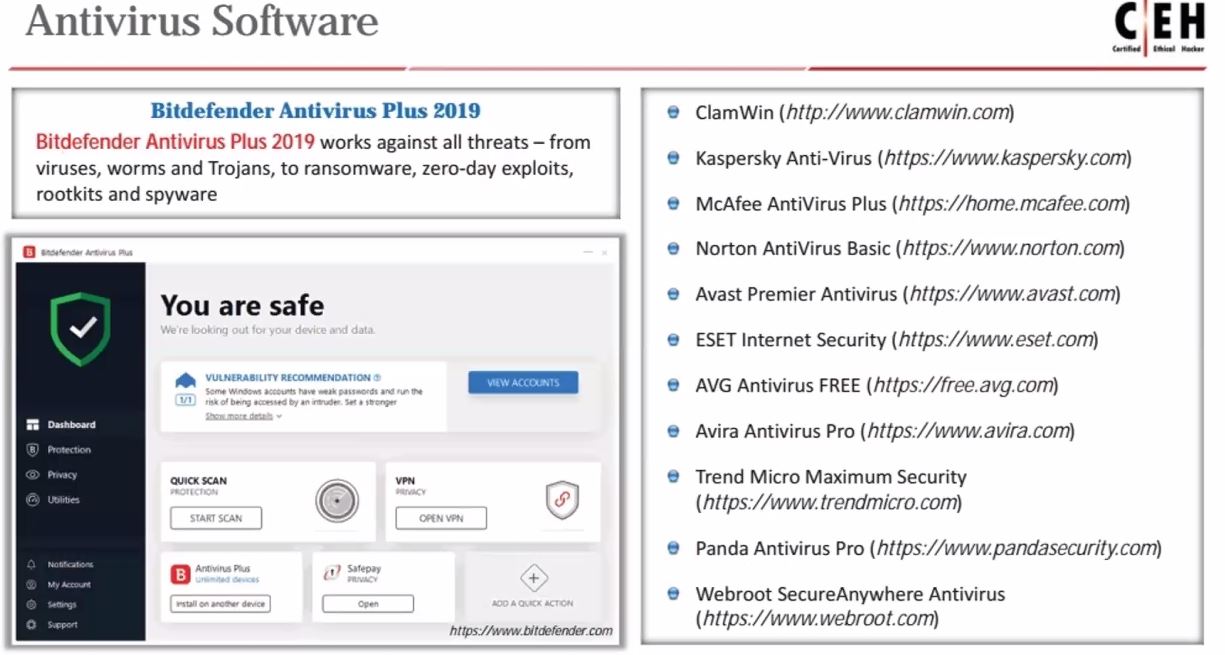 Antivirus Software
C|EH
Certified Ethical Hacker
Bitdefender Antivirus Plus 2019
Bitdefender Antivirus Plus 2019 works against all threats – from
viruses, worms and Trojans, to ransomware, zero-day exploits,
rootkits and spyware
B Bitdefender Antivirus Plus
You are safe
We're looking out for your device and data.
VULNERABILITY RECOMMENDATION
1/1
Some Windows accounts have weak passwords and run the
risk of being accessed by an intruder. Set a stronger
Show more details
VIEW ACCOUNTS
Dashboard
Protection
Privacy
Utilities
QUICK SCAN
PROTECTION
START SCAN
VPN
PRIVACY
OPEN VPN
Notifications
My Account
Settings
Support
B
Antivirus Plus
Unlimited devices
Install on another device
Safepay
PRIVACY
Open
ADD A QUICK ACTION
https://www.bitdefender.com
ClamWin (http://www.clamwin.com)
Kaspersky Anti-Virus (https://www.kaspersky.com)
McAfee AntiVirus Plus (https://home.mcafee.com)
Norton AntiVirus Basic (https://www.norton.com)
Avast Premier Antivirus (https://www.avast.com)
ESET Internet Security (https://www.eset.com)
AVG Antivirus FREE (https://free.avg.com)
Avira Antivirus Pro (https://www.avira.com)
Trend Micro Maximum Security
(https://www.trendmicro.com)
Panda Antivirus Pro (https://www.pandasecurity.com)
Webroot SecureAnywhere Antivirus
(https://www.webroot.com)